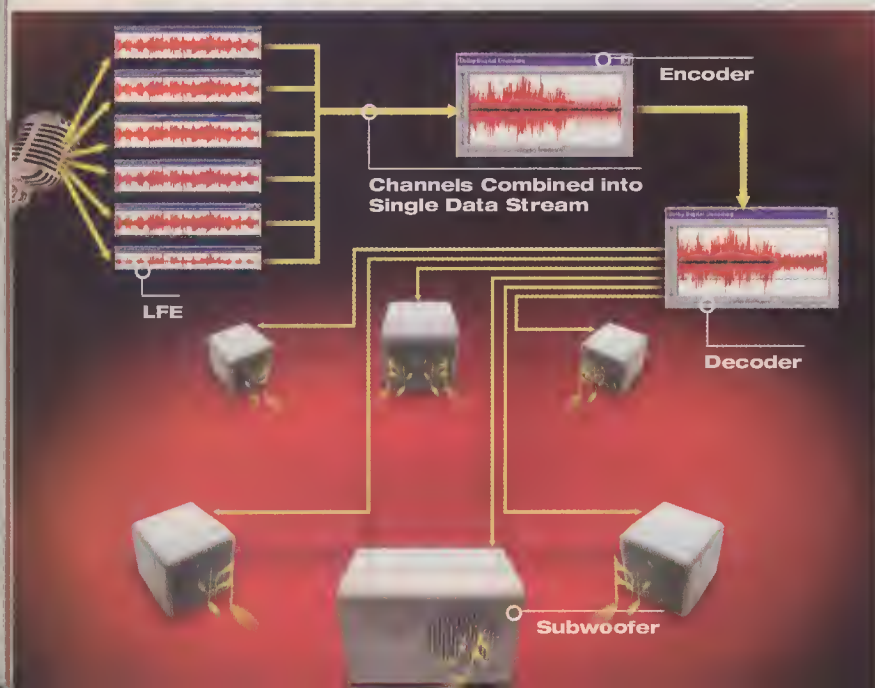 Encoder
Channels Combined into
Single Data Stream
LFE
Decoder
Subwoofer